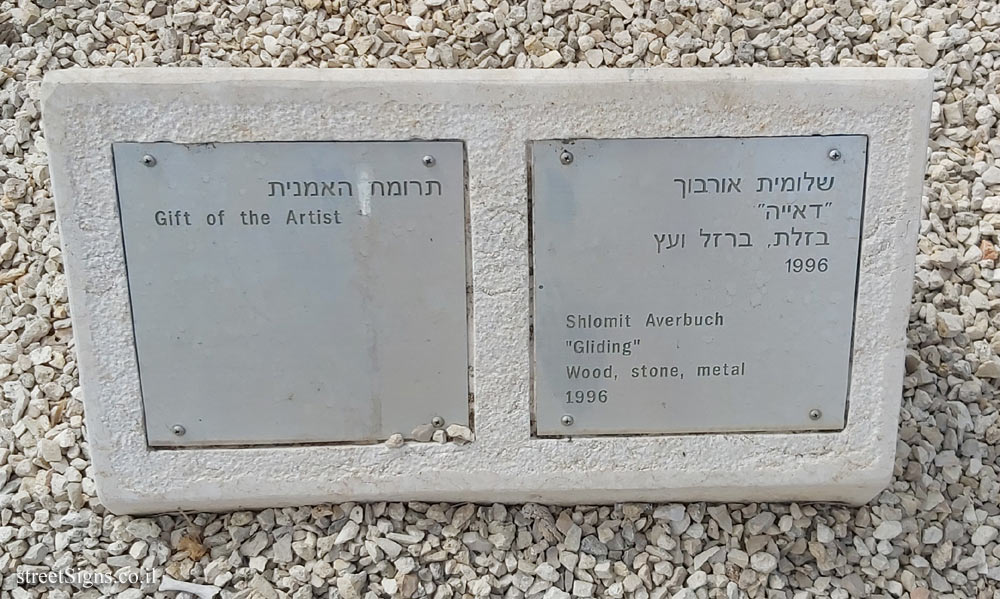 תרומת האמנית
Gift of the Artist
שלומית אורבוך
"דאייה"
בזלת, ברזל ועץ
1996
Shlomit Averbuch
"Gliding"
Wood, stone, metal
1996
streetSigns.co.il